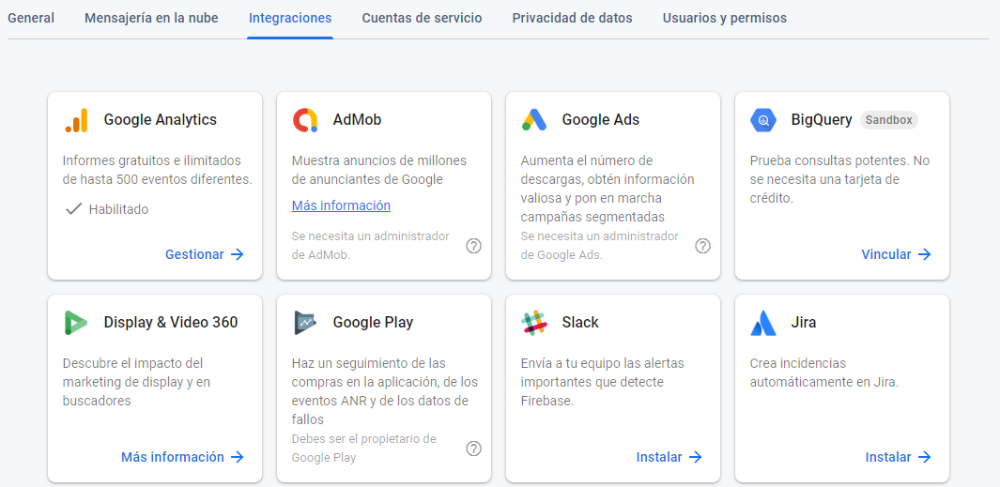 General Mensajería en la nube Integraciones Cuentas de servicio Privacidad de datos Usuarios y permisos
Google Analytics
Informes gratuitos e ilimitados
de hasta 500 eventos diferentes.
Habilitado
Gestionar
AdMob
Muestra anuncios de millones
de anunciantes de Google
Más información
Se necesita un administrador
de AdMob.
Google Ads
Aumenta el número de
descargas, obtén información
valiosa y pon en marcha
campañas segmentadas
Se necesita un administrador
de Google Ads.
BigQuery Sandbox
Prueba consultas potentes. No
se necesita una tarjeta de
crédito.
Vincular
Display & Video 360
Descubre el impacto del
marketing de display y en
buscadores
Más información
Google Play
Haz un seguimiento de las
compras en la aplicación, de los
eventos ANR y de los datos de
fallos
Debes ser el propietario de
Google Play
Slack
Envía a tu equipo las alertas
importantes que detecte
Firebase.
Instalar
Jira
Crea incidencias
automáticamente en Jira.
Instalar